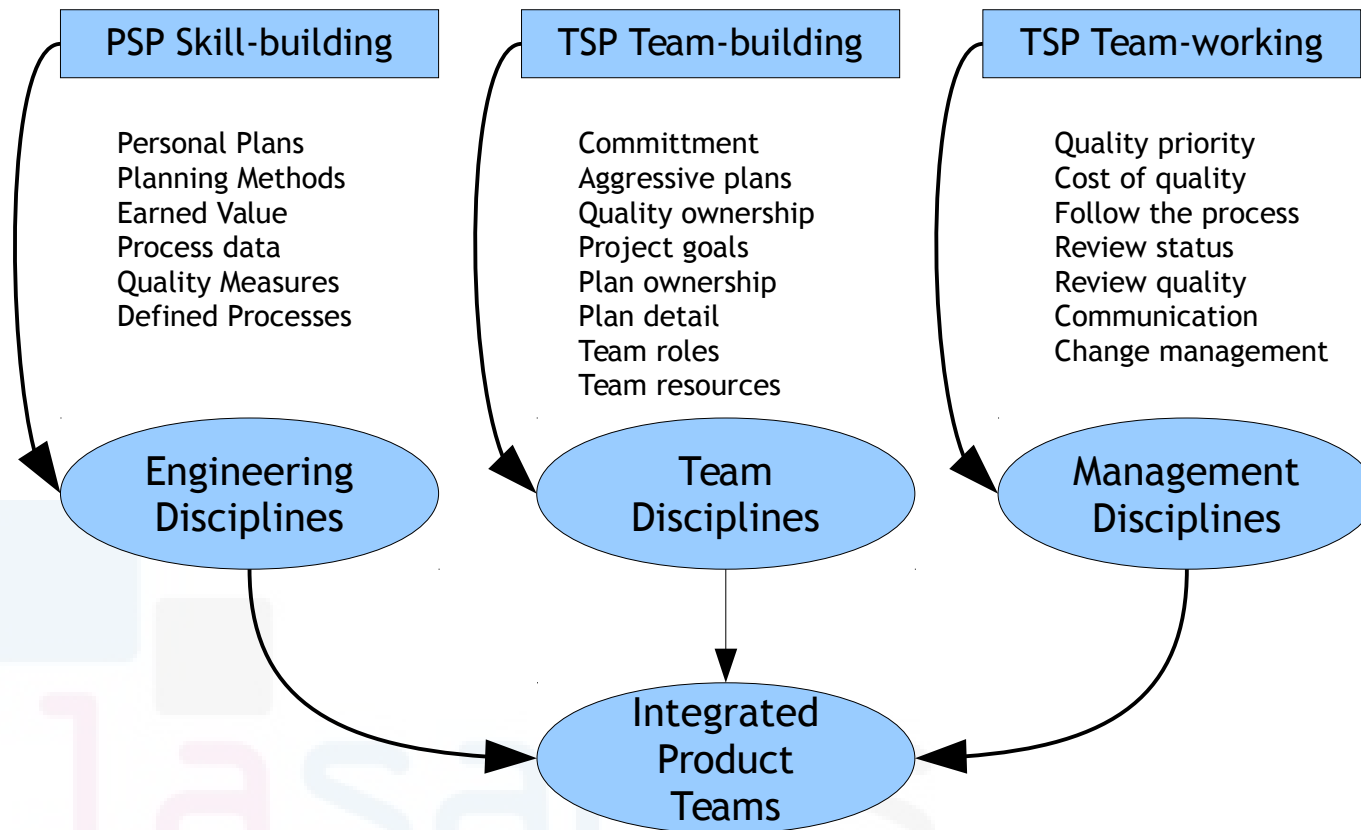 PSP Skill-building
TSP Team-building
TSP Team-working
Personal Plans
Planning Methods
Earned Value
Process data
Quality Measures
Defined Processes
Committment
Aggressive plans
Quality ownership
Project goals
Plan ownership
Plan detail
Team roles
Team resources
Quality priority
Cost of quality
Follow the process
Review status
Review quality
Communication
Change management
Engineering
Disciplines
Team
Disciplines
Management
Disciplines
Integrated
Product
Teams